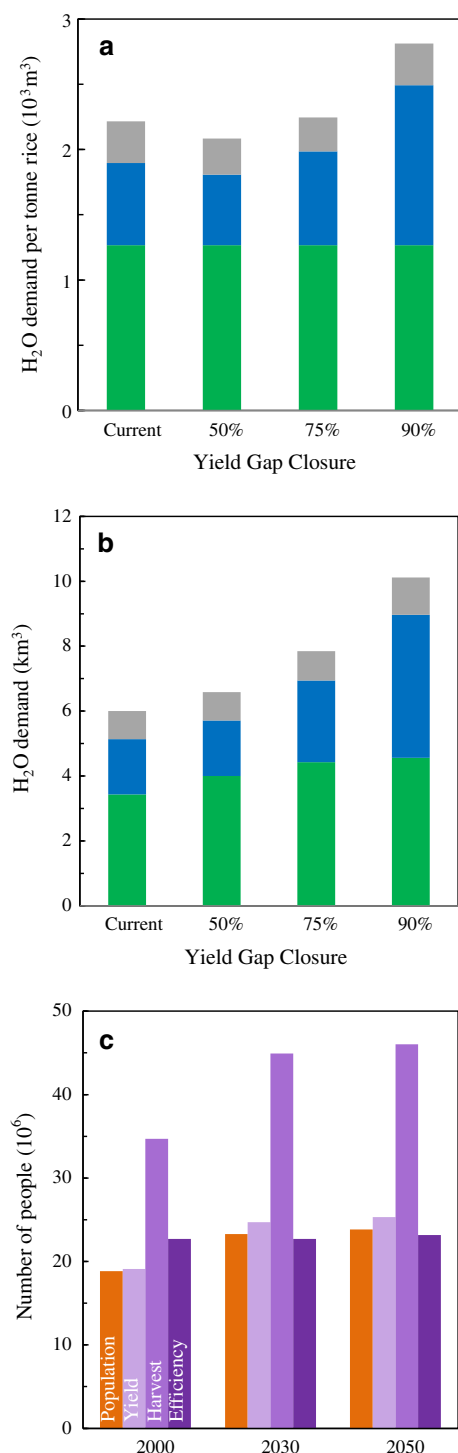 a
H₂O demand per tonne rice (10³m³)
3
2
1
0
Current 50% 75% 90%
Yield Gap Closure
b
H₂O demand (km³)
12
10
8
6
4
2
0
Current 50% 75% 90%
Yield Gap Closure
c
Number of people (10⁶)
50
40
30
20
10
0
Population
Yield
Harvest
Efficiency
2000 2030 2050